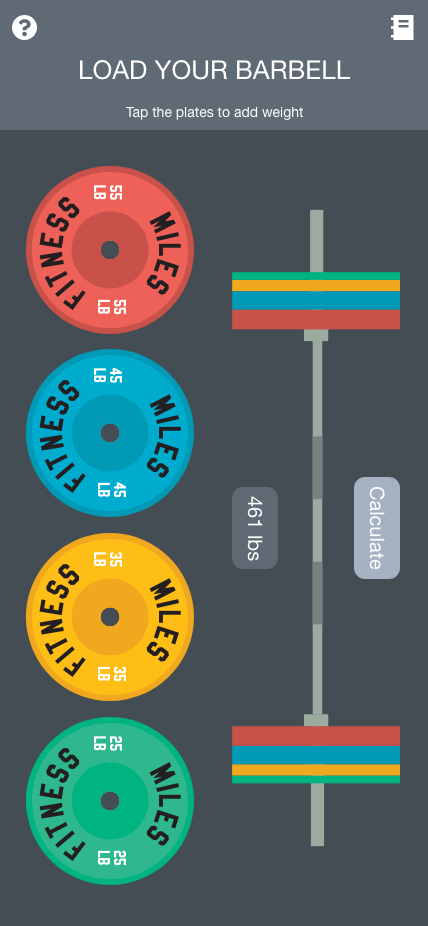 ?
LOAD YOUR BARBELL
Tap the plates to add weight
55 LB
FITNESS
MILES
55 LB
45 LB
FITNESS
MILES
45 LB
35 LB
FITNESS
MILES
35 LB
25 LB
FITNESS
MILES
25 LB
461 lbs
Calculate